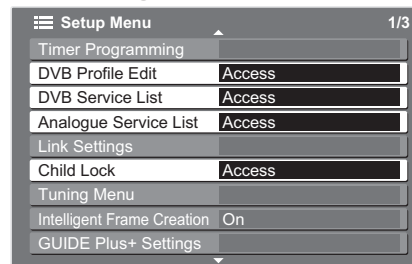 Setup Menu 1/3
Timer Programming
DVB Profile Edit Access
DVB Service List Access
Analogue Service List Access
Link Settings
Child Lock Access
Tuning Menu
Intelligent Frame Creation On
GUIDE Plus+ Settings